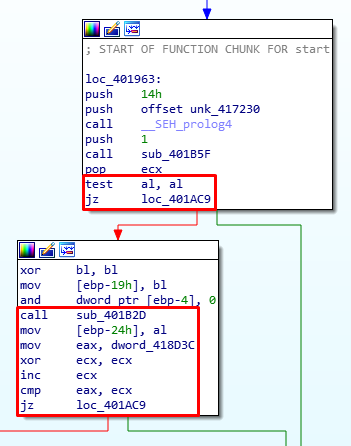 ; START OF FUNCTION CHUNK FOR start
loc_401963:
push 14h
push offset unk_417230
call __SEH_prolog4
push 1
call sub_401B5F
pop ecx
test al, al
jz loc_401AC9
xor bl, bl
mov [ebp-19h], bl
and dword ptr [ebp-4], 0
call sub_401B2D
mov [ebp-24h], al
mov eax, dword_418D3C
xor ecx, ecx
inc ecx
cmp eax, ecx
jz loc_401AC9